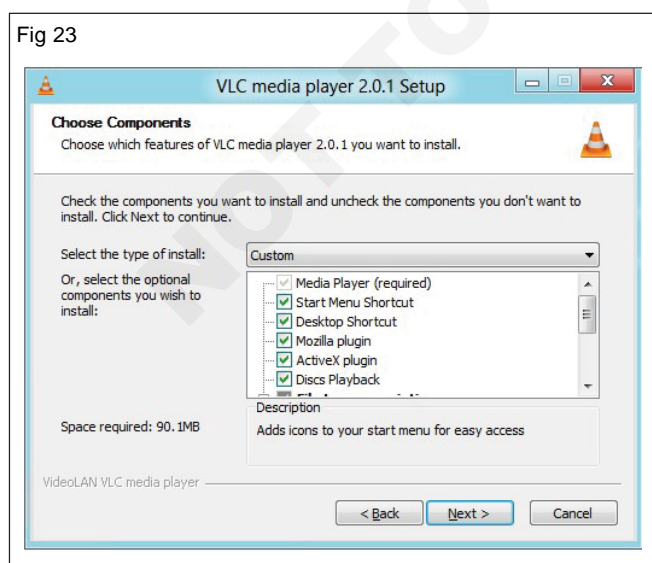 Fig 23
VLC media player 2.0.1 Setup
Choose Components
Choose which features of VLC media player 2.0.1 you want to install.
Check the components you want to install and uncheck the components you don't want to
install. Click Next to continue.
Select the type of install:
Custom
Or, select the optional
components you wish to
install:
Media Player (required)
Start Menu Shortcut
Desktop Shortcut
Mozilla plugin
ActiveX plugin
Discs Playback
Space required: 90.1MB
Description
Adds icons to your start menu for easy access
VideoLAN VLC media player
< Back
Next >
Cancel
NOT TO